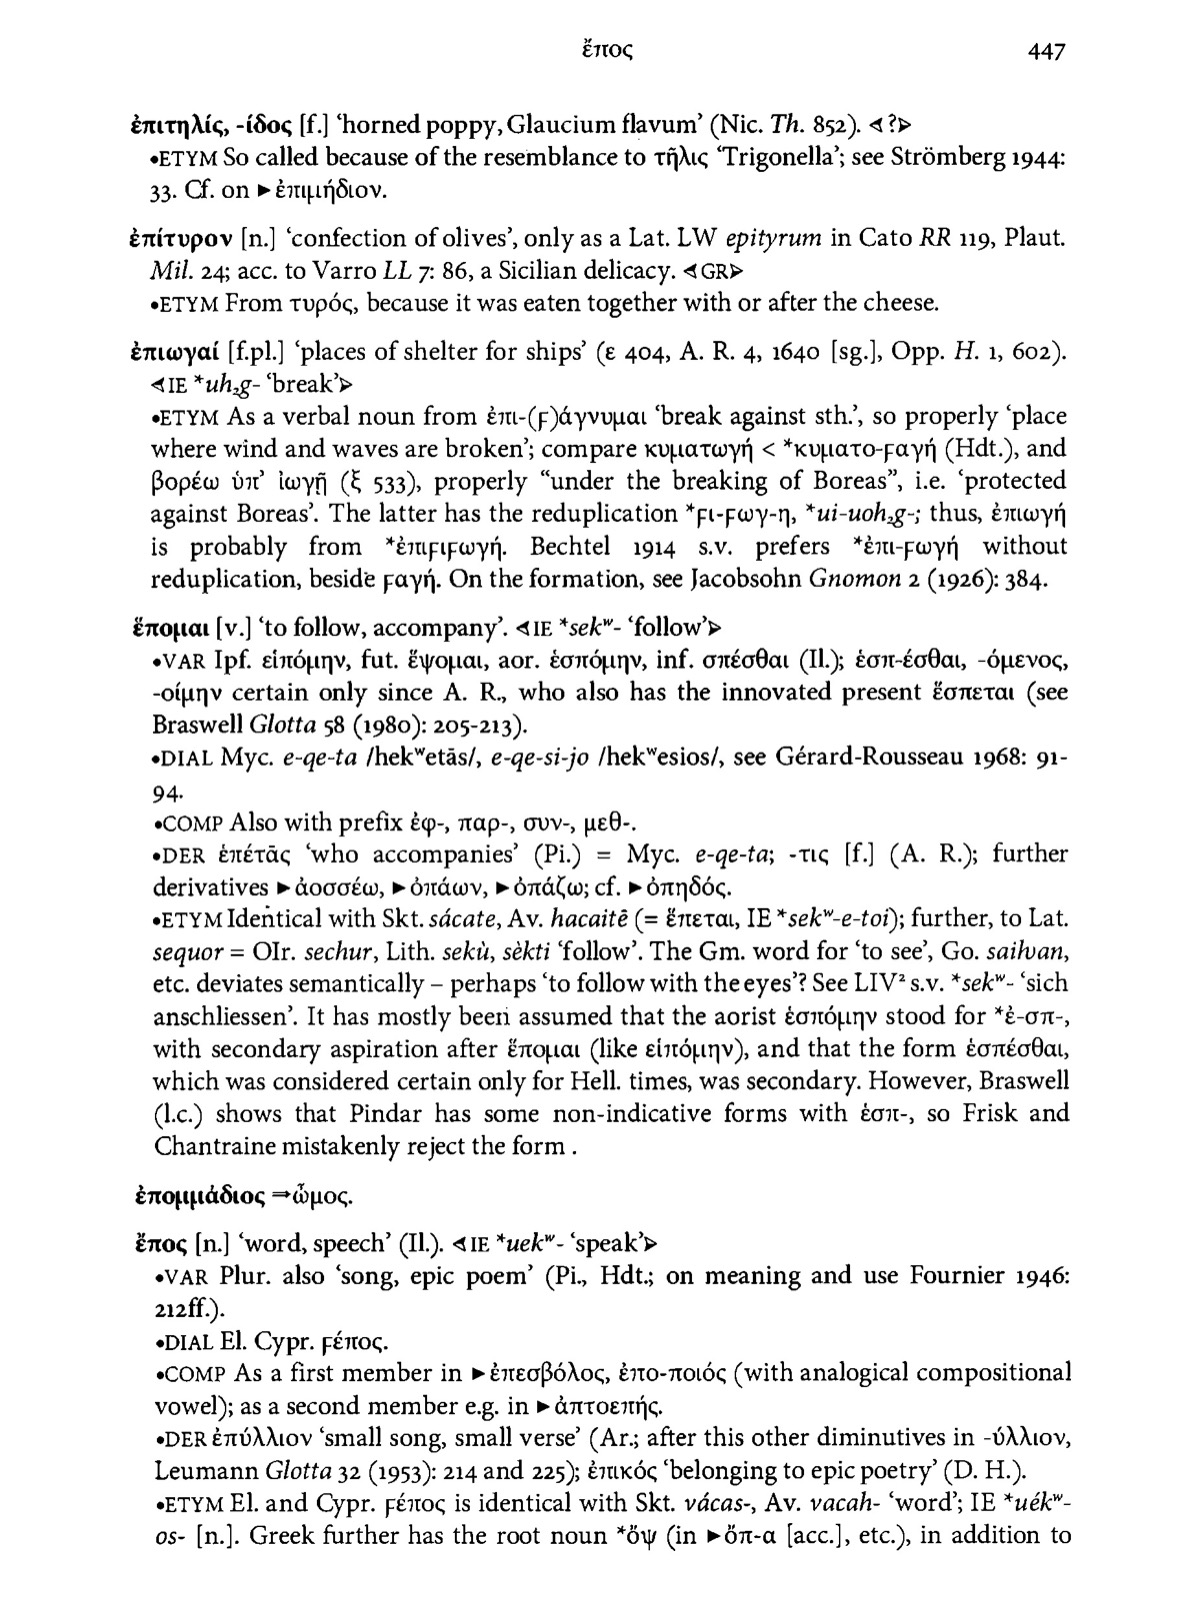 ἔπος 447
ἐπιτηλίς, -ίδος [f.] ‘horned poppy, Glaucium flavum’ (Nic. Th. 852). ⊲?⊳
•ETYM So called because of the resemblance to τῆλις ‘Trigonella’; see Strömberg 1944:
33. Cf. on ►ἐπιμήδιον.
ἐπίτυρον [n.] ‘confection of olives’, only as a Lat. LW epityrum in Cato RR 119, Plaut.
Mil. 24; acc. to Varro LL 7: 86, a Sicilian delicacy. ⊲GR⊳
•ETYM From τυρός, because it was eaten together with or after the cheese.
ἐπιωγαί [f.pl.] ‘places of shelter for ships’ (ε 404, A. R. 4, 1640 [sg.], Opp. H. 1, 602).
⊲IE *uh₂g- ‘break’⊳
•ETYM As a verbal noun from ἐπι-(ϝ)άγνυμαι ‘break against sth.’, so properly ‘place
where wind and waves are broken’; compare κυματωγή < *κυματο-ϝαγή (Hdt.), and
βορέω ὑπ’ ἰωγῇ (ξ 533), properly “under the breaking of Boreas”, i.e. ‘protected
against Boreas’. The latter has the reduplication *ϝι-ϝωγ-η, *ui-uoh₂g-; thus, ἐπιωγή
is probably from *ἐπιϝιϝωγή. Bechtel 1914 s.v. prefers *ἐπι-ϝωγή without
reduplication, beside ϝαγή. On the formation, see Jacobsohn Gnomon 2 (1926): 384.
ἕπομαι [v.] ‘to follow, accompany’. ⊲IE *sekʷ- ‘follow’⊳
•VAR Ipf. εἱπόμην, fut. ἕψομαι, aor. ἑσπόμην, inf. σπέσθαι (Il.); ἑσπ-έσθαι, -όμενος,
-οίμην certain only since A. R., who also has the innovated present ἕσπεται (see
Braswell Glotta 58 (1980): 205-213).
•DIAL Myc. e-qe-ta /hekʷetās/, e-qe-si-jo /hekʷesios/, see Gérard-Rousseau 1968: 91-
94.
•COMP Also with prefix ἐφ-, παρ-, συν-, μεθ-.
•DER ἑπέτᾱς ‘who accompanies’ (Pi.) = Myc. e-qe-ta; -τις [f.] (A. R.); further
derivatives ►ἀοσσέω, ►ὀπάων, ►ὀπάζω; cf. ►ὀπηδός.
•ETYM Identical with Skt. sácate, Av. hacaitē (= ἕπεται, IE *sekʷ-e-toi); further, to Lat.
sequor = OIr. sechur, Lith. sekù, sèkti ‘follow’. The Gm. word for ‘to see’, Go. saiƕan,
etc. deviates semantically – perhaps ‘to follow with the eyes’? See LIV² s.v. *sekʷ- ‘sich
anschliessen’. It has mostly been assumed that the aorist ἑσπόμην stood for *ἐ-σπ-,
with secondary aspiration after ἕπομαι (like εἱπόμην), and that the form ἑσπέσθαι,
which was considered certain only for Hell. times, was secondary. However, Braswell
(l.c.) shows that Pindar has some non-indicative forms with ἑσπ-, so Frisk and
Chantraine mistakenly reject the form .
ἐπομμάδιος ⇒ὦμος.
ἔπος [n.] ‘word, speech’ (Il.). ⊲IE *uekʷ- ‘speak’⊳
•VAR Plur. also ‘song, epic poem’ (Pi., Hdt.; on meaning and use Fournier 1946:
212ff.).
•DIAL El. Cypr. ϝέπος.
•COMP As a first member in ►ἐπεσβόλος, ἐπο-ποιός (with analogical compositional
vowel); as a second member e.g. in ►ἀπτοεπής.
•DER ἐπύλλιον ‘small song, small verse’ (Ar.; after this other diminutives in -ύλλιον,
Leumann Glotta 32 (1953): 214 and 225); ἐπικός ‘belonging to epic poetry’ (D. H.).
•ETYM El. and Cypr. ϝέπος is identical with Skt. vácas-, Av. vacah- ‘word’; IE *uékʷ-
os- [n.]. Greek further has the root noun *ὄψ (in ►ὄπ-α [acc.], etc.), in addition to